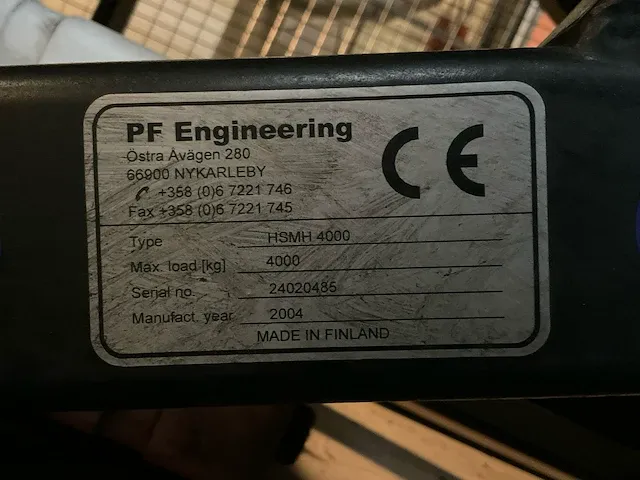 PF Engineering
Östra Åvägen 280
66900 NYKARLEBY
+358 (0)6 7221 746
Fax +358 (0)6 7221 745
CE
Type HSMH 4000
Max. load [kg] 4000
Serial no. 24020485
Manufact. year 2004
MADE IN FINLAND